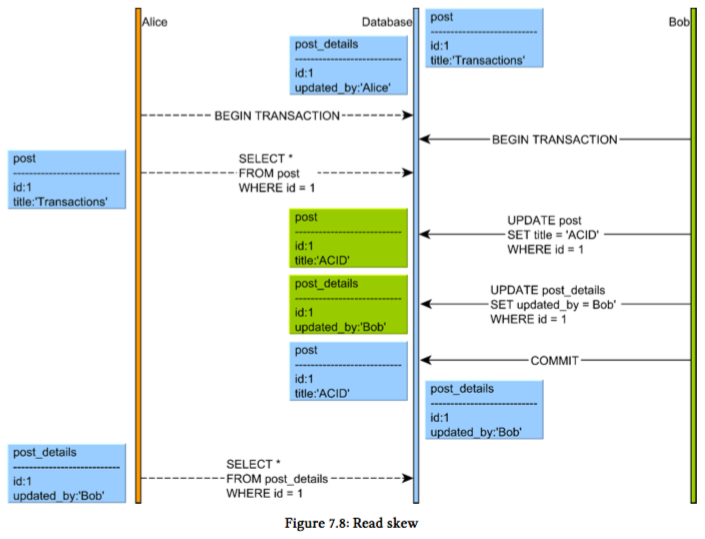 Alice
Database
Bob
post_details
------------------------------
id:1
updated_by:'Alice'
post
------------------------------
id:1
title:'Transactions'
BEGIN TRANSACTION
BEGIN TRANSACTION
post
------------------------------
id:1
title:'Transactions'
SELECT *
FROM post
WHERE id = 1
post
------------------------------
id:1
title:'ACID'
UPDATE post
SET title = 'ACID'
WHERE id = 1
post_details
------------------------------
id:1
updated_by:'Bob'
UPDATE post_details
SET updated_by = Bob'
WHERE id = 1
post
------------------------------
id:1
title:'ACID'
COMMIT
post_details
------------------------------
id:1
updated_by:'Bob'
post_details
------------------------------
id:1
updated_by:'Bob'
SELECT *
FROM post_details
WHERE id = 1
Figure 7.8: Read skew